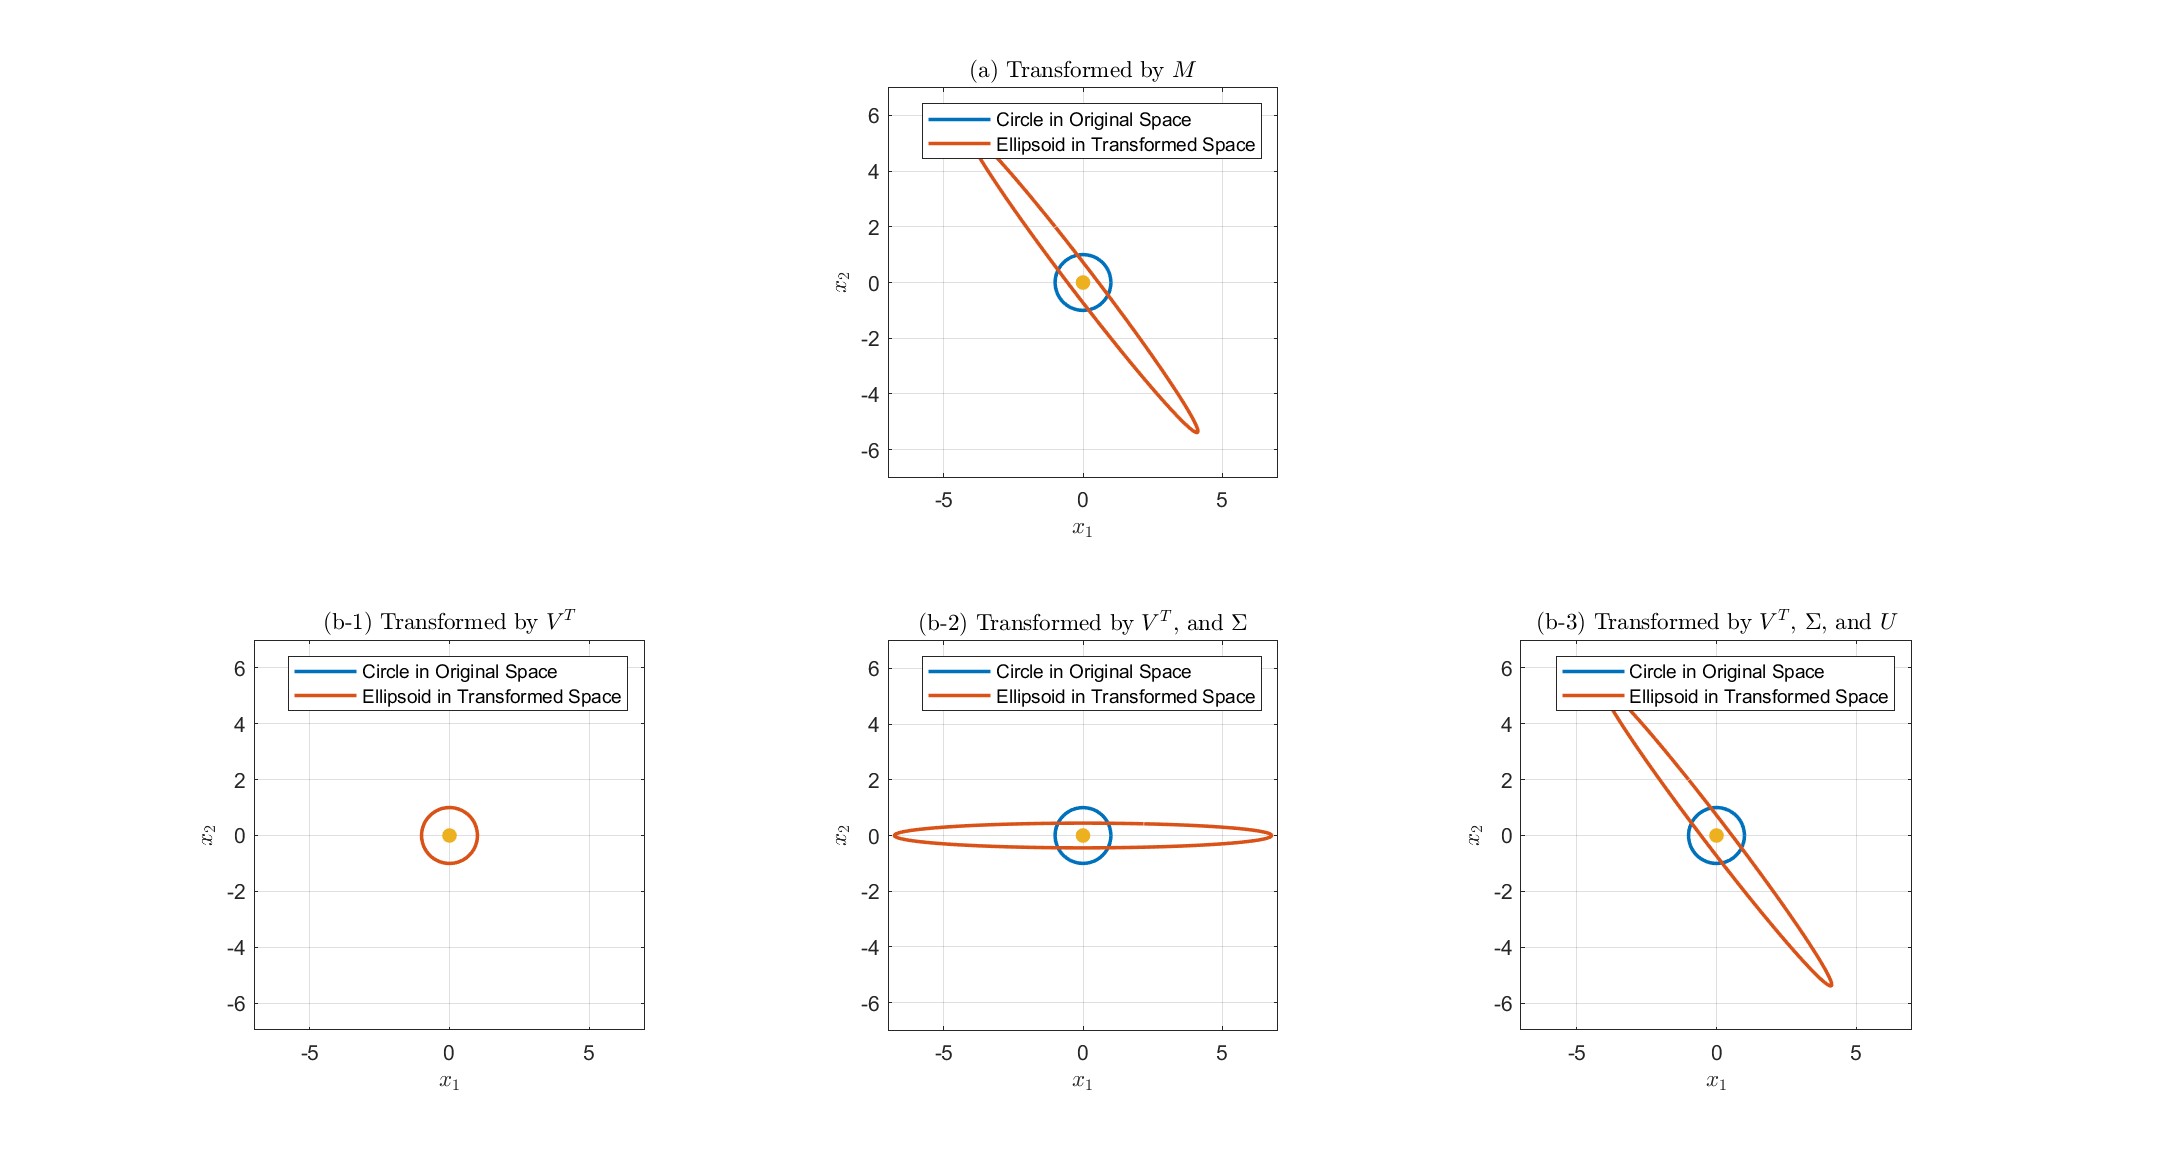 (a) Transformed by M
Circle in Original Space
Ellipsoid in Transformed Space
6
4
2
0
-2
-4
-6
x₂
-5 0 5
x₁
(b-1) Transformed by Vᵀ
Circle in Original Space
Ellipsoid in Transformed Space
6
4
2
0
-2
-4
-6
x₂
-5 0 5
x₁
(b-2) Transformed by Vᵀ, and Σ
Circle in Original Space
Ellipsoid in Transformed Space
6
4
2
0
-2
-4
-6
x₂
-5 0 5
x₁
(b-3) Transformed by Vᵀ, Σ, and U
Circle in Original Space
Ellipsoid in Transformed Space
6
4
2
0
-2
-4
-6
x₂
-5 0 5
x₁